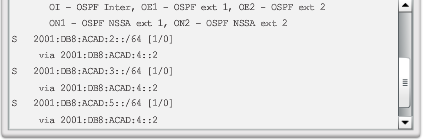 OI - OSPF Inter, OE1 - OSPF ext 1, OE2 - OSPF ext 2
ON1 - OSPF NSSA ext 1, ON2 - OSPF NSSA ext 2
S 2001:DB8:ACAD:2::/64 [1/0]
via 2001:DB8:ACAD:4::2
S 2001:DB8:ACAD:3::/64 [1/0]
via 2001:DB8:ACAD:4::2
S 2001:DB8:ACAD:5::/64 [1/0]
via 2001:DB8:ACAD:4::2